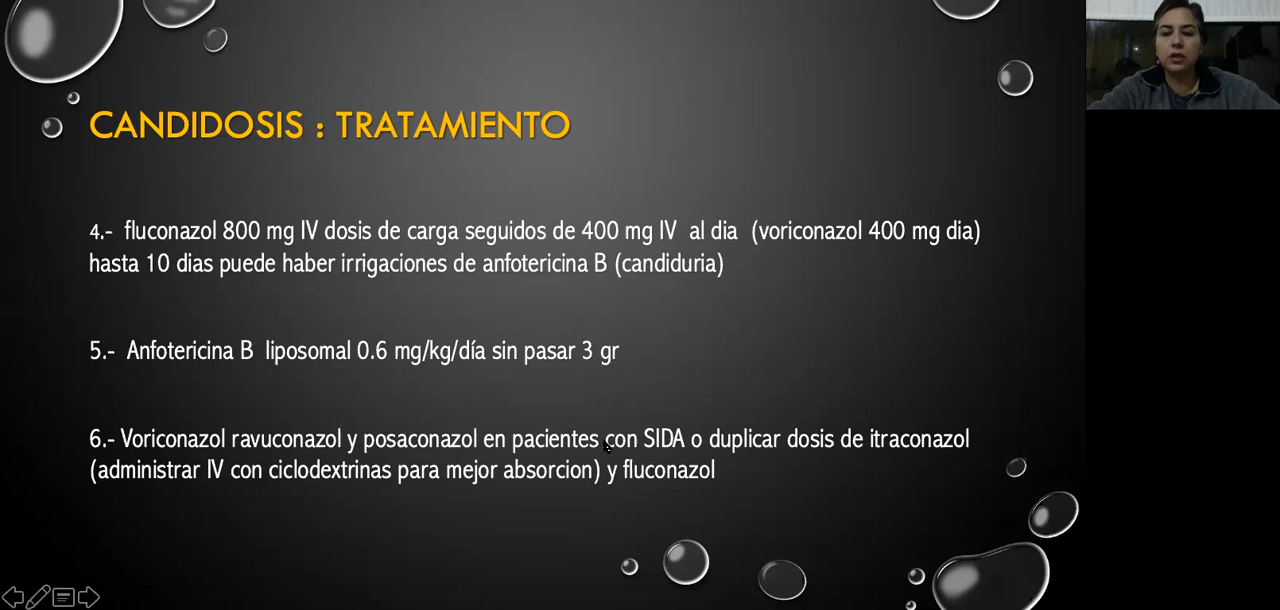 CANDIDOSIS : TRATAMIENTO
4.- fluconazol 800 mg IV dosis de carga seguidos de 400 mg IV al dia (voriconazol 400 mg dia)
hasta 10 dias puede haber irrigaciones de anfotericina B (candiduria)
5.- Anfotericina B liposomal 0.6 mg/kg/día sin pasar 3 gr
6.- Voriconazol ravuconazol y posaconazol en pacientes con SIDA o duplicar dosis de itraconazol
(administrar IV con ciclodextrinas para mejor absorcion) y fluconazol